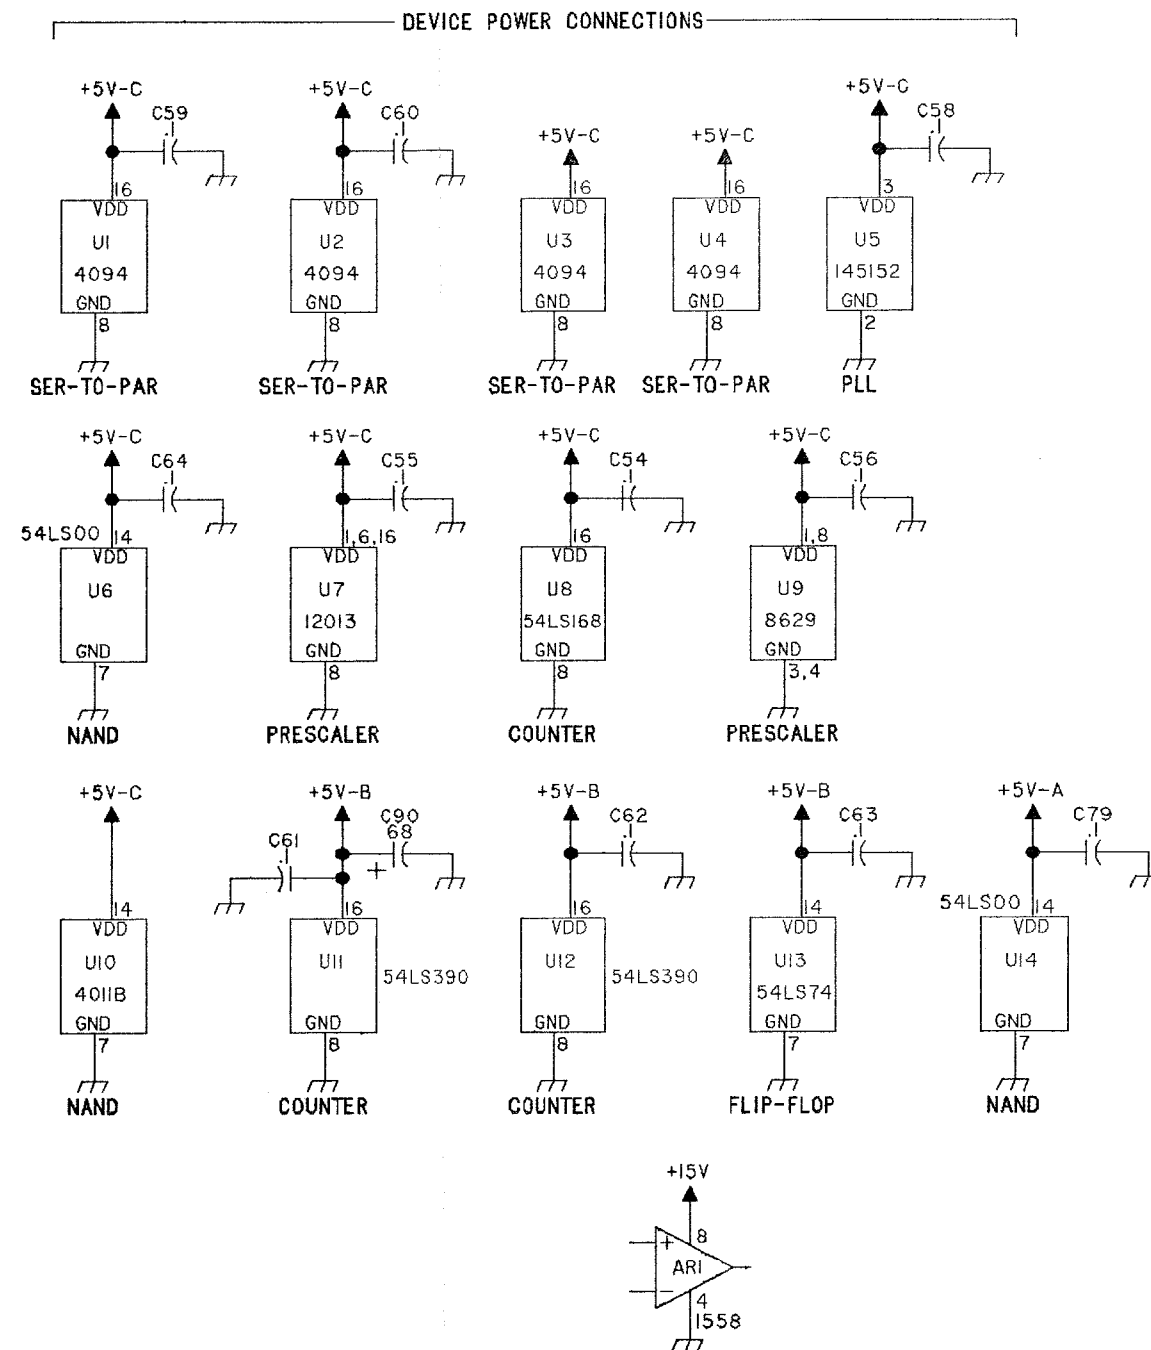 DEVICE POWER CONNECTIONS
+5V-C +5V-C +5V-C +5V-C +5V-C
C59 C60 C58
.1 .1 .1
16 16 16 16 3
VDD VDD VDD VDD VDD
U1 U2 U3 U4 U5
4094 4094 4094 4094 145152
GND GND GND GND GND
8 8 8 8 2
SER-TO-PAR SER-TO-PAR SER-TO-PAR SER-TO-PAR PLL
+5V-C +5V-C +5V-C +5V-C
C64 C55 C54 C56
.1 .1 .1 .1
54LS00 14 1,6,16 16 1,8
VDD VDD VDD VDD
U6 U7 U8 U9
12013 54LS168 8629
GND GND GND GND
7 8 8 3,4
NAND PRESCALER COUNTER PRESCALER
+5V-C +5V-B +5V-B +5V-B +5V-A
C61 C90 C62 C63 C79
.1 68 .1 .1 .1
+
14 16 16 14 54LS00 14
VDD VDD VDD VDD VDD
U10 U11 U12 U13 U14
4011B 54LS390 54LS390 54LS74
GND GND GND GND GND
7 8 8 7 7
NAND COUNTER COUNTER FLIP-FLOP NAND
+15V
8
+
AR1
-
4
1558